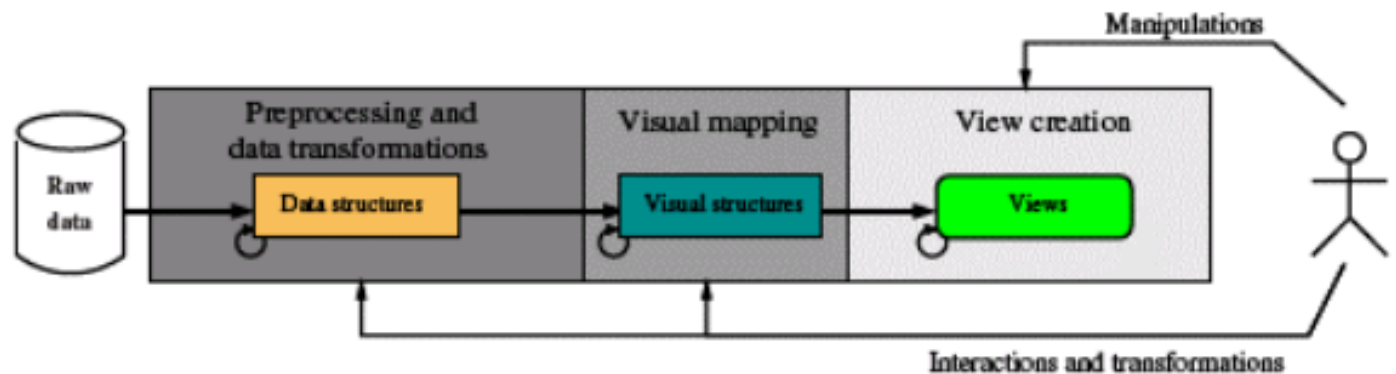 Manipulations
Preprocessing and
data transformations
Visual mapping
View creation
Raw
data
Data structures
Visual structures
Views
Interactions and transformations